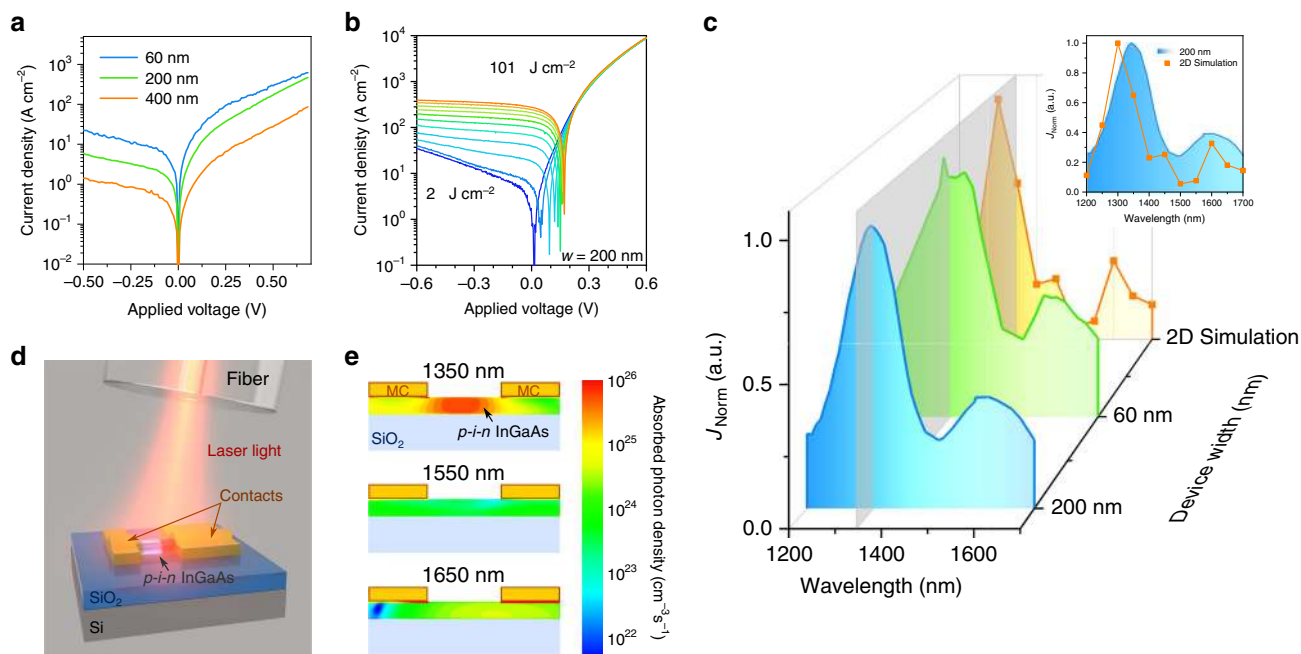 a
Current density (A cm⁻²)
10³
10²
10¹
10⁰
10⁻¹
10⁻²
60 nm
200 nm
400 nm
–0.50
–0.25
0.00
0.25
0.50
Applied voltage (V)
b
Current density (A cm⁻²)
10⁴
10³
10²
10¹
10⁰
10⁻¹
101 J cm⁻²
2 J cm⁻²
w = 200 nm
–0.6
–0.3
0.0
0.3
0.6
Applied voltage (V)
c
J_Norm (a.u.)
1.0
0.5
0.0
1200
1400
1600
Wavelength (nm)
200 nm
60 nm
2D Simulation
Device width (nm)
J_Norm (a.u.)
1.0
0.8
0.6
0.4
0.2
0.0
200 nm
2D Simulation
1200 1300 1400 1500 1600 1700
Wavelength (nm)
d
Fiber
Laser light
Contacts
p-i-n InGaAs
SiO₂
Si
e
1350 nm
MC
MC
p-i-n InGaAs
SiO₂
1550 nm
1650 nm
10²⁶
10²⁵
10²⁴
10²³
10²²
Absorbed photon density (cm⁻³s⁻¹)